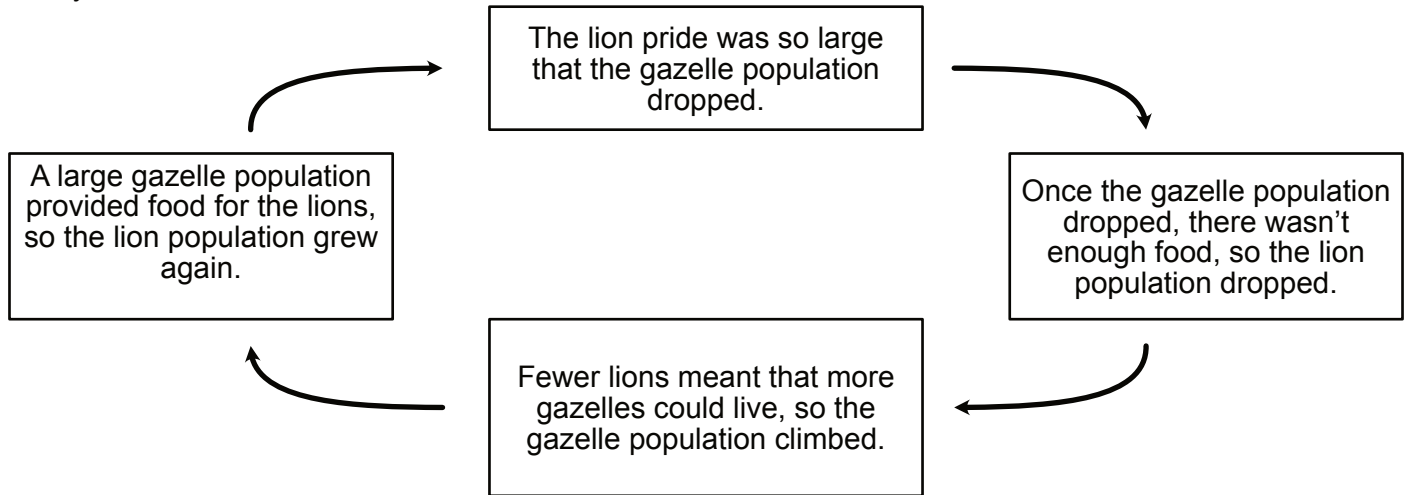 The lion pride was so large
that the gazelle population
dropped.
Once the gazelle population
dropped, there wasn't
enough food, so the lion
population dropped.
Fewer lions meant that more
gazelles could live, so the
gazelle population climbed.
A large gazelle population
provided food for the lions,
so the lion population grew
again.